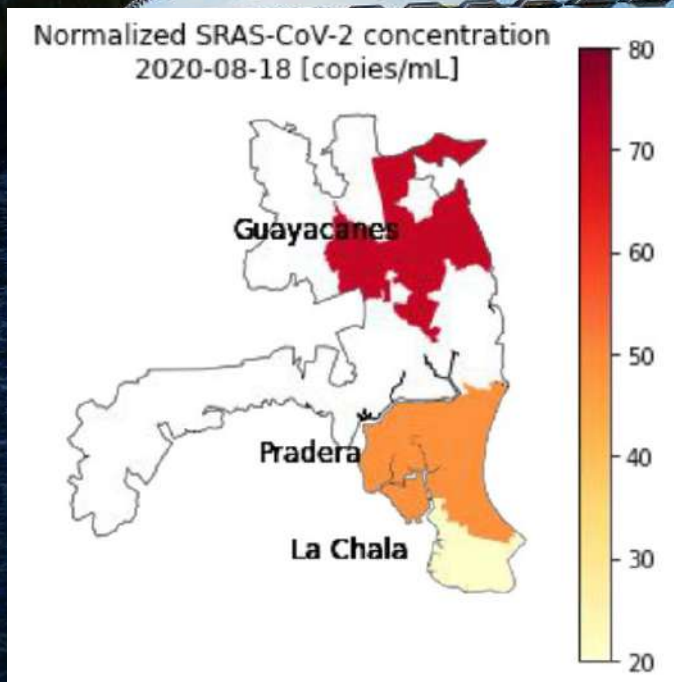 Normalized SRAS-CoV-2 concentration
2020-08-18 [copies/mL]
80
70
Guayacanes
60
50
Pradera
40
La Chala
30
20